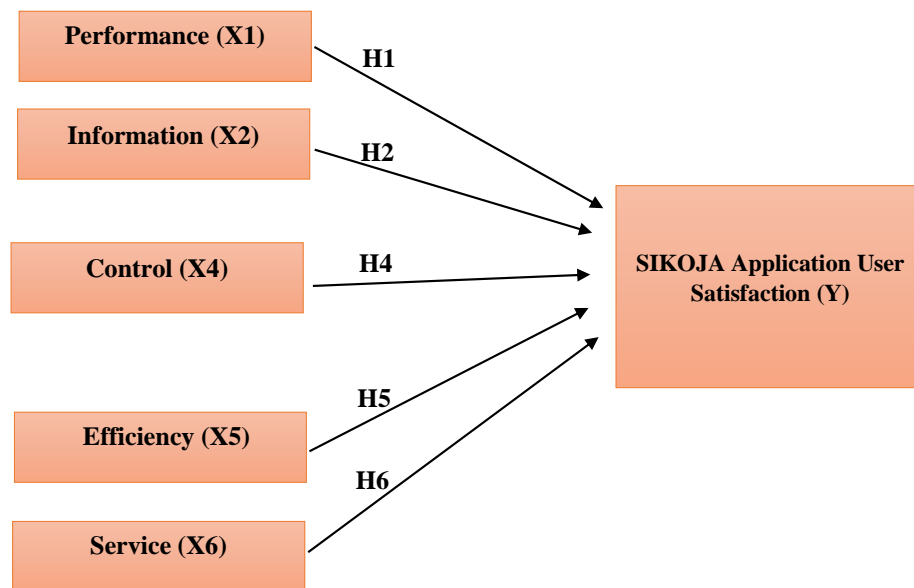 Performance (X1)
H1
Information (X2)
H2
Control (X4)
H4
SIKOJA Application User
Satisfaction (Y)
Efficiency (X5)
H5
Service (X6)
H6